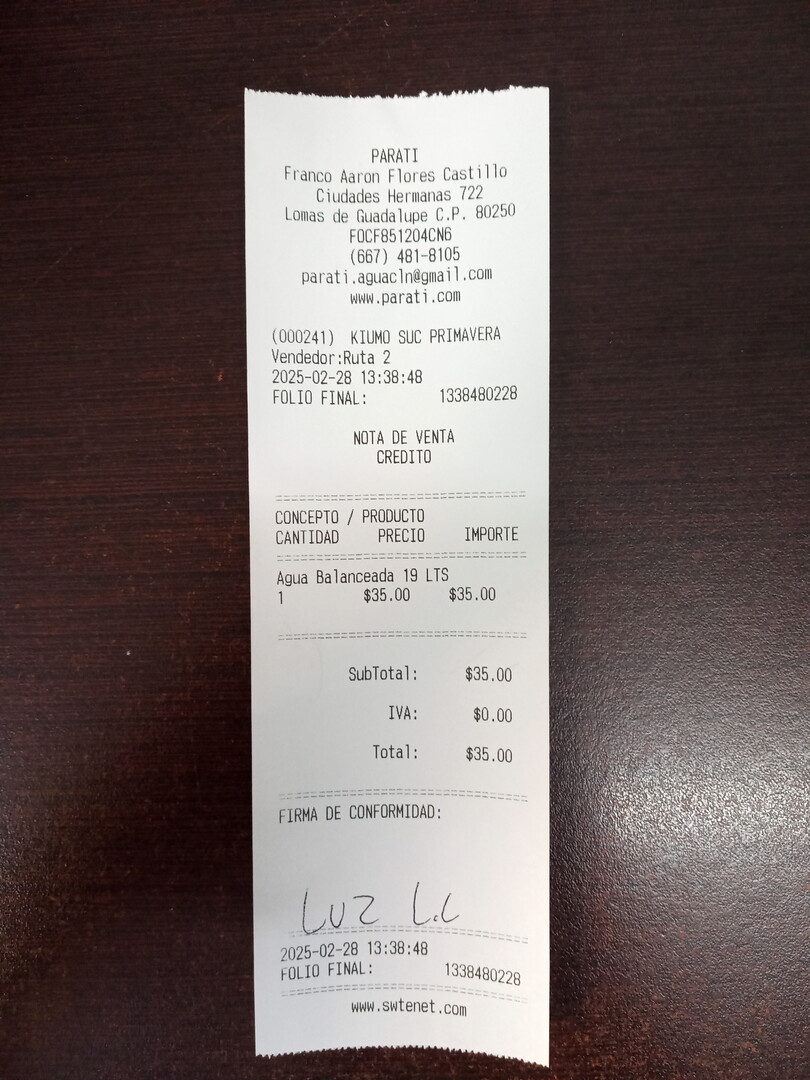 PARATI
Franco Aaron Flores Castillo
Ciudades Hermanas 722
Lomas de Guadalupe C.P. 80250
FOCF851204CN6
(667) 481-8105
parati.aguacln@gmail.com
www.parati.com
(000241) KIUMO SUC PRIMAVERA
Vendedor:Ruta 2
2025-02-28 13:38:48
FOLIO FINAL: 1338480228
NOTA DE VENTA
CREDITO
CONCEPTO / PRODUCTO
CANTIDAD PRECIO IMPORTE
Agua Balanceada 19 LTS
1 $35.00 $35.00
SubTotal: $35.00
IVA: $0.00
Total: $35.00
FIRMA DE CONFORMIDAD:
LUZ L.C
2025-02-28 13:38:48
FOLIO FINAL: 1338480228
www.swtenet.com